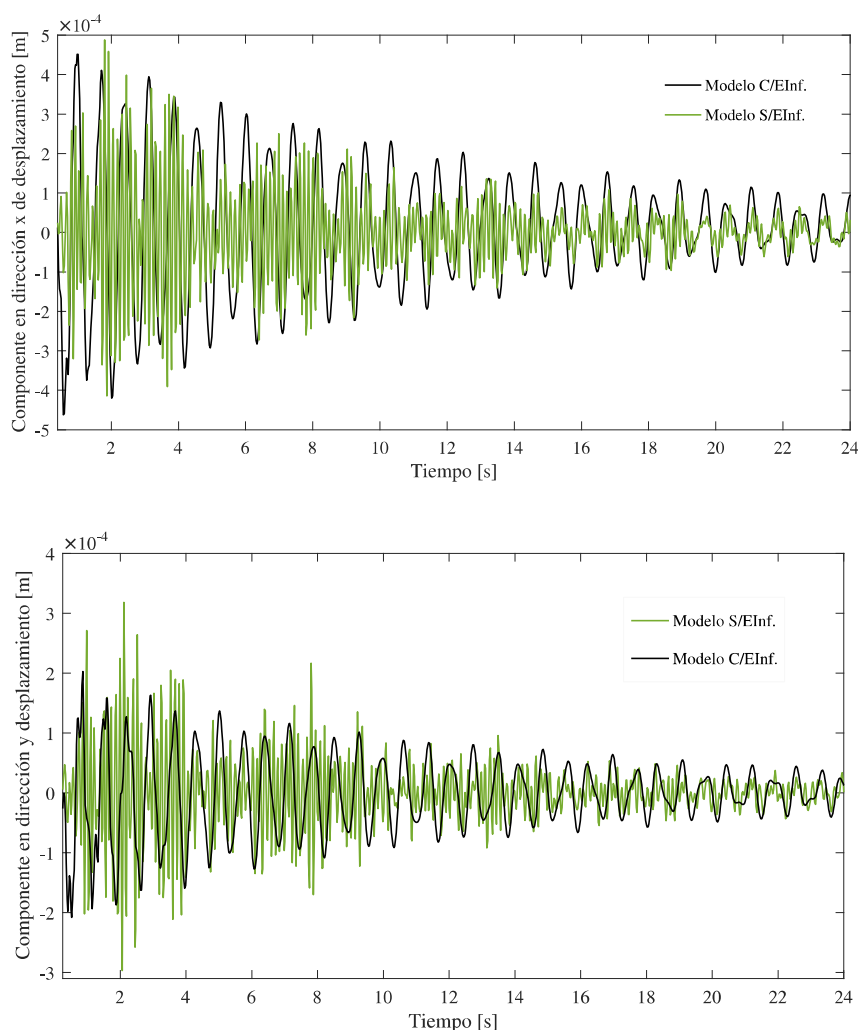 ×10⁻⁴
Componente en dirección x de desplazamiento [m]
5
4
3
2
1
0
-1
-2
-3
-4
-5
Modelo C/EInf.
Modelo S/EInf.
2 4 6 8 10 12 14 16 18 20 22 24
Tiempo [s]
×10⁻⁴
Componente en dirección y desplazamiento [m]
4
3
2
1
0
-1
-2
-3
Modelo S/EInf.
Modelo C/EInf.
2 4 6 8 10 12 14 16 18 20 22 24
Tiempo [s]